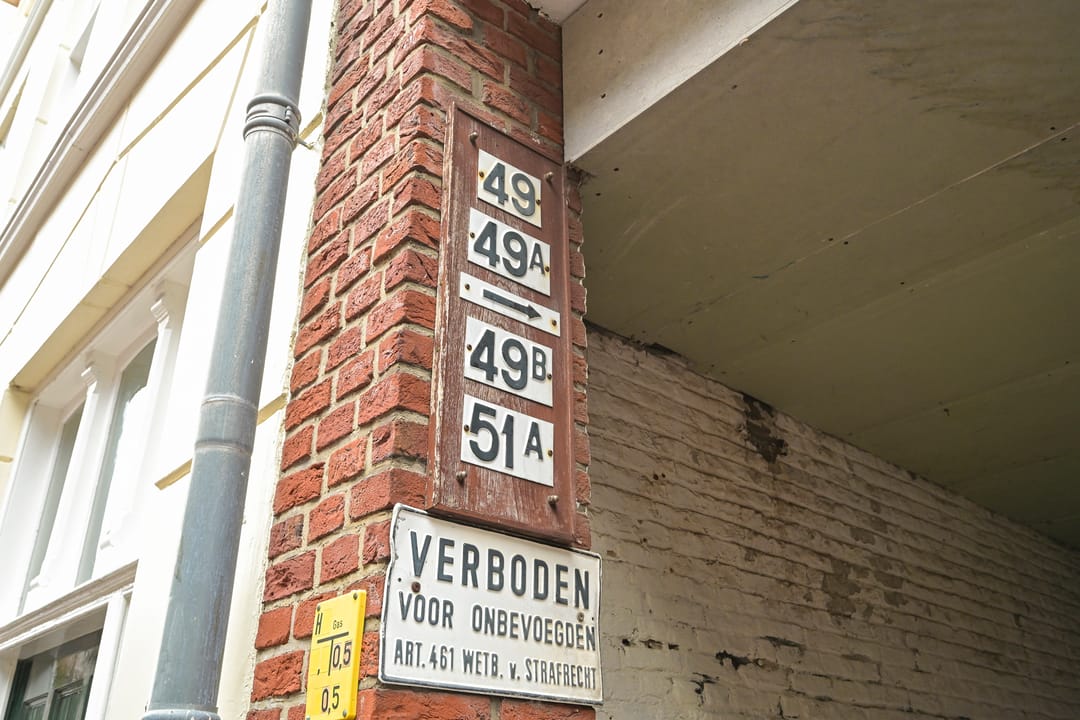 49
49A
49B
51A
VERBODEN
VOOR ONBEVOEGDEN
ART. 461 WETB. v. STRAFRECHT
H Gas
0,5
0,5